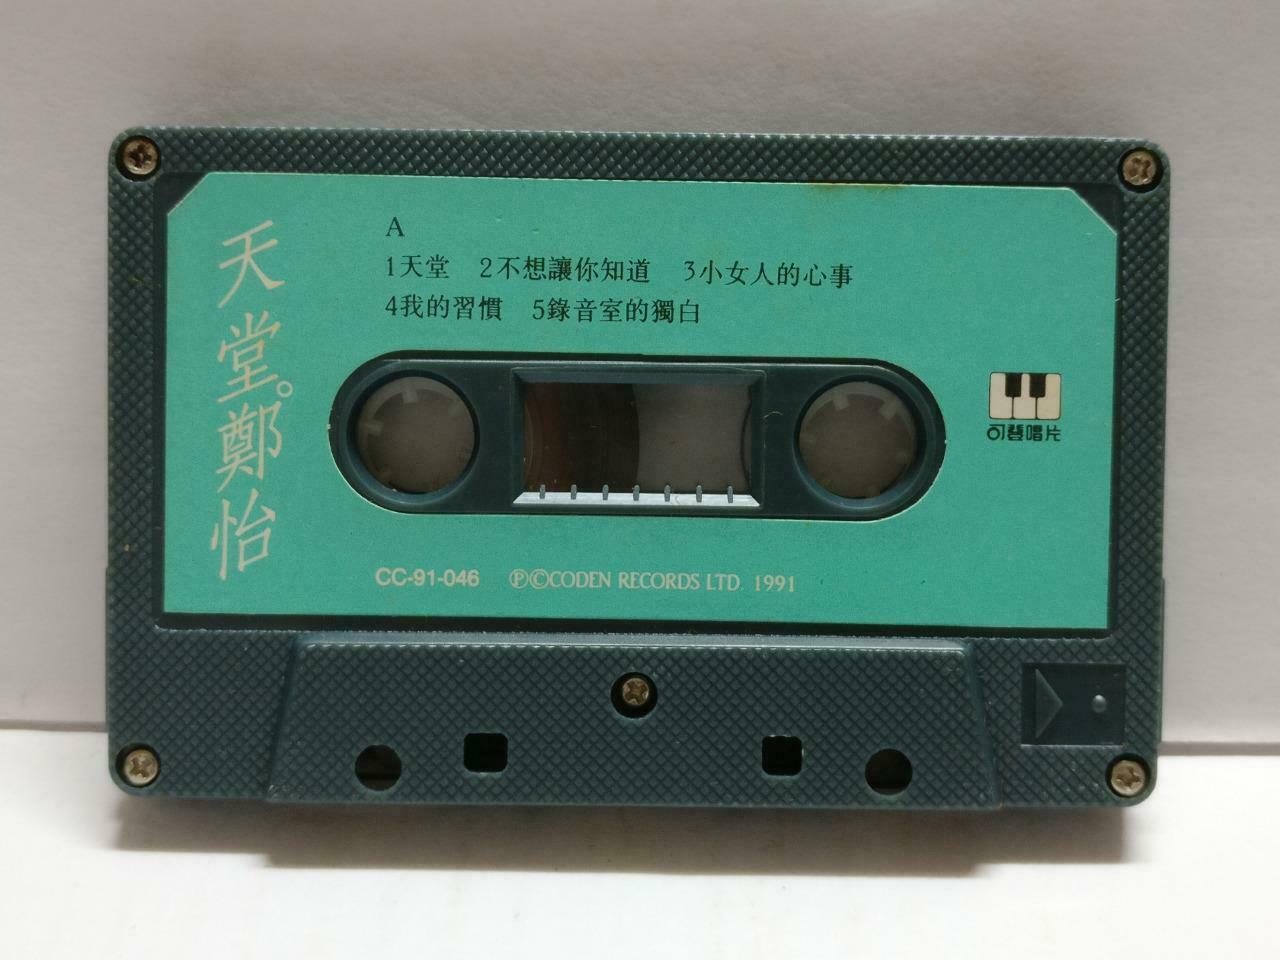 天堂。鄭怡
A
1天堂 2不想讓你知道 3小女人的心事
4我的習慣 5錄音室的獨白
可登唱片
CC-91-046 ℗©CODEN RECORDS LTD. 1991